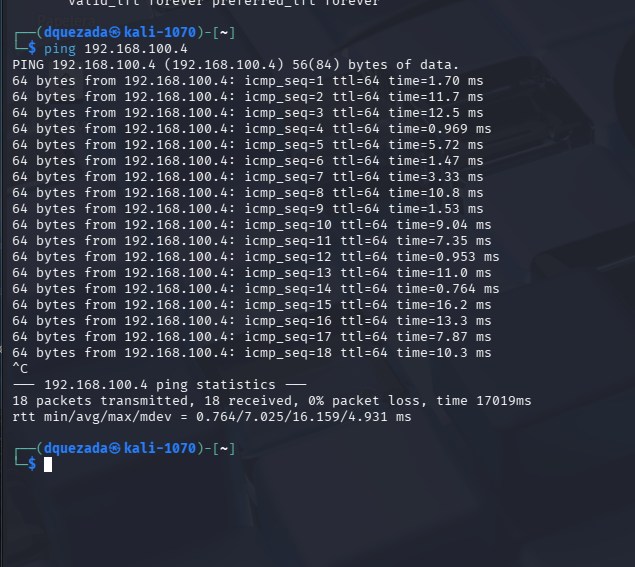 valid_lft forever preferred_lft forever
┌──(dquezada㉿kali-1070)-[~]
└─$ ping 192.168.100.4
PING 192.168.100.4 (192.168.100.4) 56(84) bytes of data.
64 bytes from 192.168.100.4: icmp_seq=1 ttl=64 time=1.70 ms
64 bytes from 192.168.100.4: icmp_seq=2 ttl=64 time=11.7 ms
64 bytes from 192.168.100.4: icmp_seq=3 ttl=64 time=12.5 ms
64 bytes from 192.168.100.4: icmp_seq=4 ttl=64 time=0.969 ms
64 bytes from 192.168.100.4: icmp_seq=5 ttl=64 time=5.72 ms
64 bytes from 192.168.100.4: icmp_seq=6 ttl=64 time=1.47 ms
64 bytes from 192.168.100.4: icmp_seq=7 ttl=64 time=3.33 ms
64 bytes from 192.168.100.4: icmp_seq=8 ttl=64 time=10.8 ms
64 bytes from 192.168.100.4: icmp_seq=9 ttl=64 time=1.53 ms
64 bytes from 192.168.100.4: icmp_seq=10 ttl=64 time=9.04 ms
64 bytes from 192.168.100.4: icmp_seq=11 ttl=64 time=7.35 ms
64 bytes from 192.168.100.4: icmp_seq=12 ttl=64 time=0.953 ms
64 bytes from 192.168.100.4: icmp_seq=13 ttl=64 time=11.0 ms
64 bytes from 192.168.100.4: icmp_seq=14 ttl=64 time=0.764 ms
64 bytes from 192.168.100.4: icmp_seq=15 ttl=64 time=16.2 ms
64 bytes from 192.168.100.4: icmp_seq=16 ttl=64 time=13.3 ms
64 bytes from 192.168.100.4: icmp_seq=17 ttl=64 time=7.87 ms
64 bytes from 192.168.100.4: icmp_seq=18 ttl=64 time=10.3 ms
^C
--- 192.168.100.4 ping statistics ---
18 packets transmitted, 18 received, 0% packet loss, time 17019ms
rtt min/avg/max/mdev = 0.764/7.025/16.159/4.931 ms
┌──(dquezada㉿kali-1070)-[~]
└─$